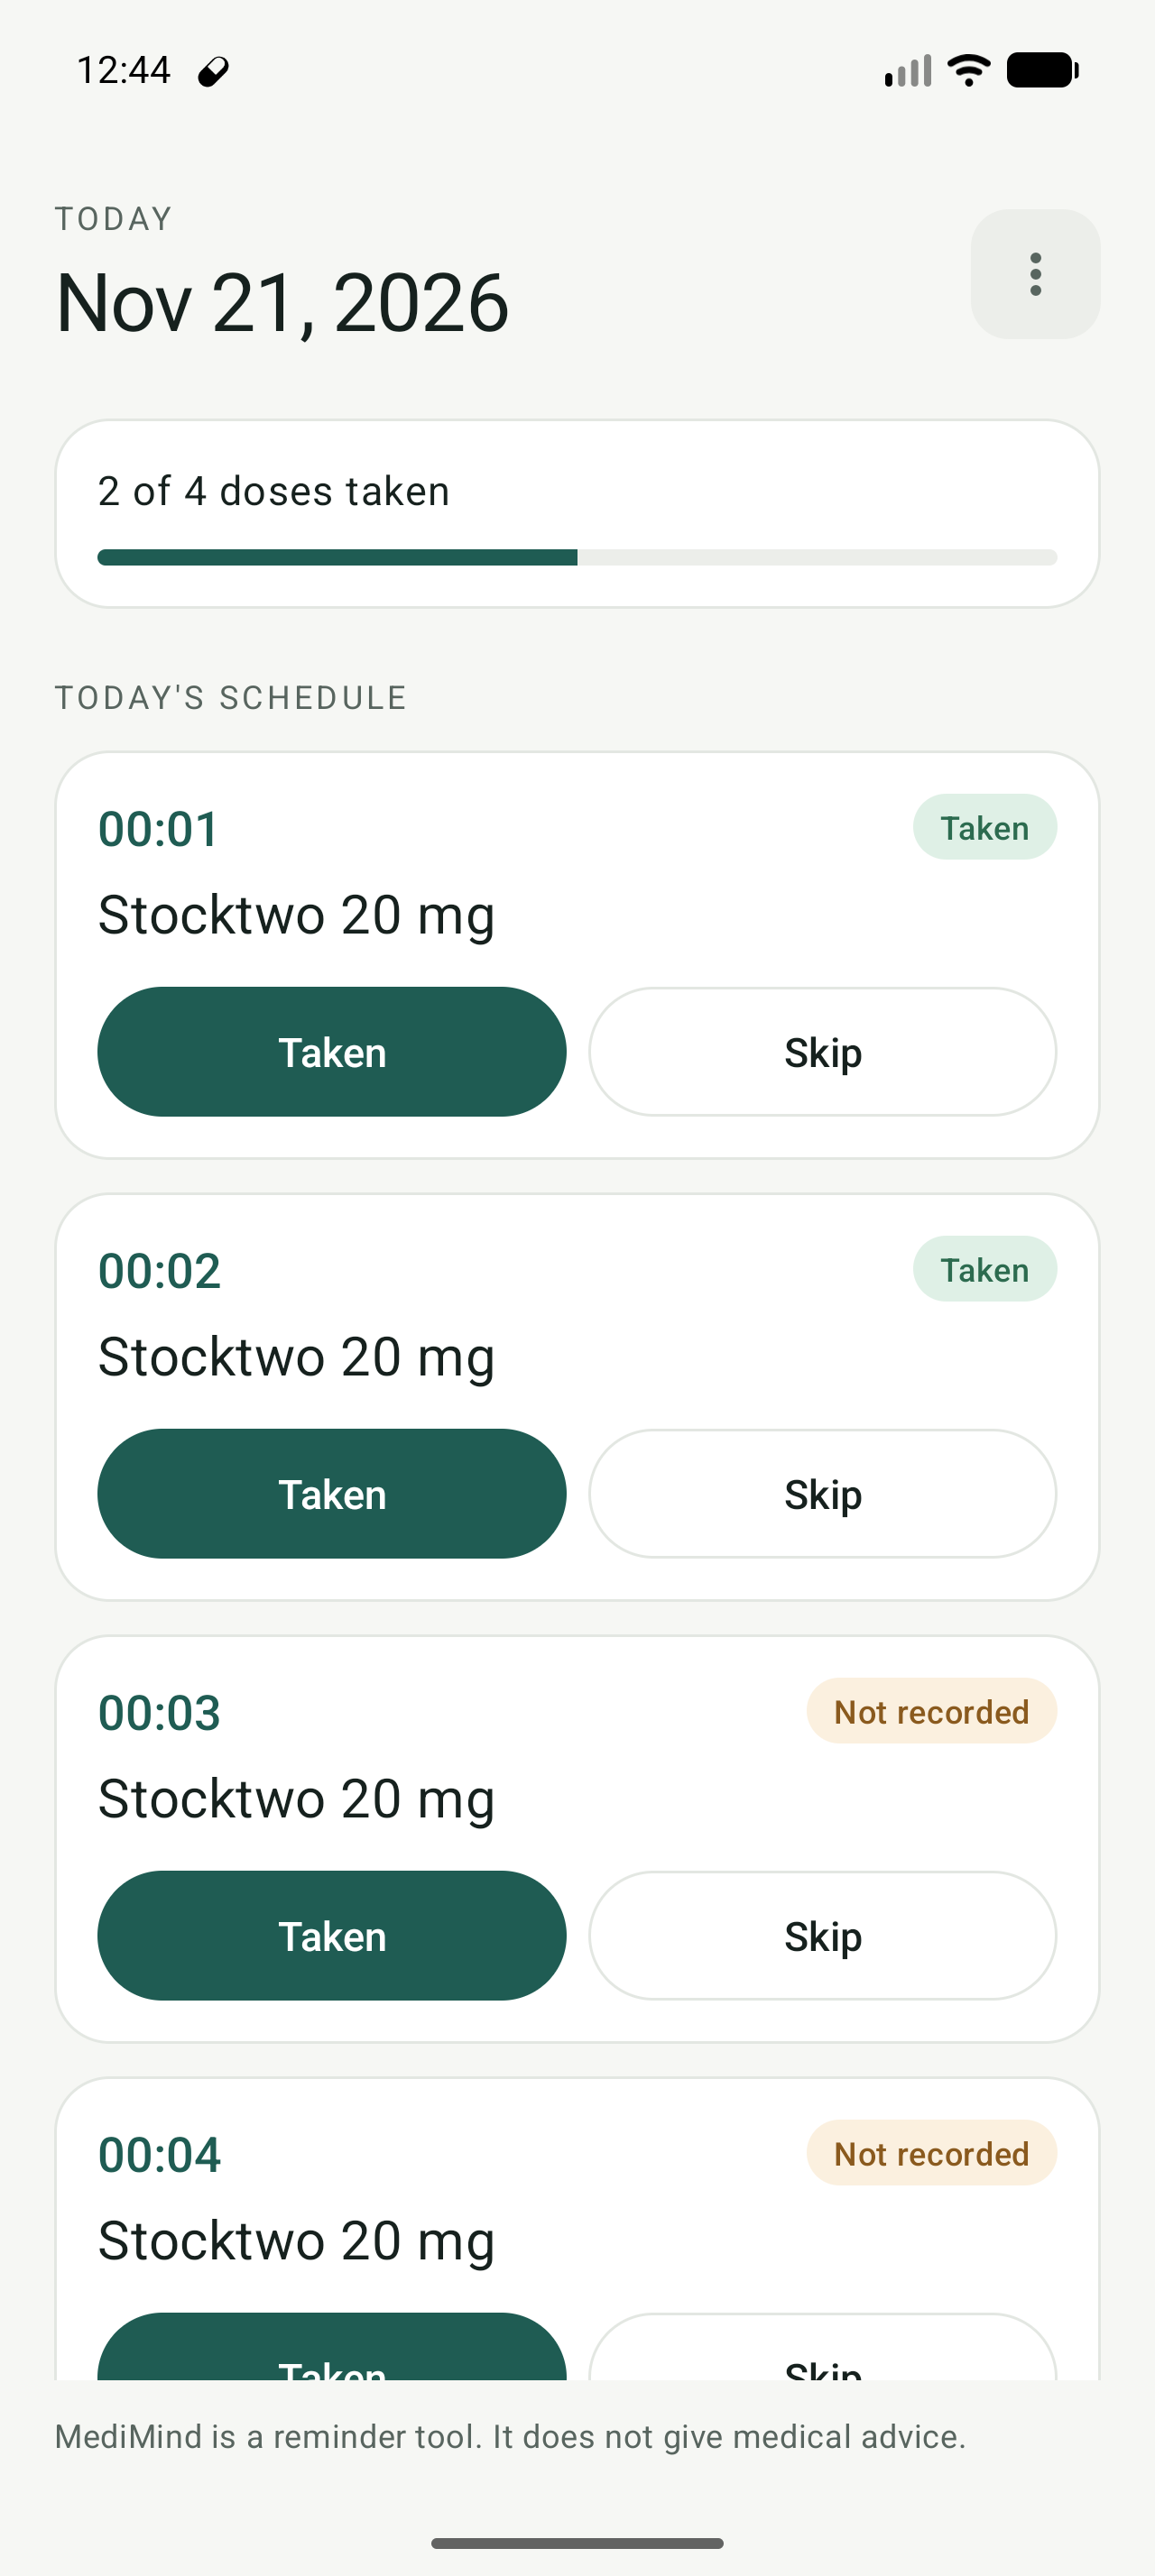 12:44
TODAY
Nov 21, 2026
2 of 4 doses taken
TODAY'S SCHEDULE
00:01 Taken
Stocktwo 20 mg
Taken Skip
00:02 Taken
Stocktwo 20 mg
Taken Skip
00:03 Not recorded
Stocktwo 20 mg
Taken Skip
00:04 Not recorded
Stocktwo 20 mg
Taken Skip
MediMind is a reminder tool. It does not give medical advice.